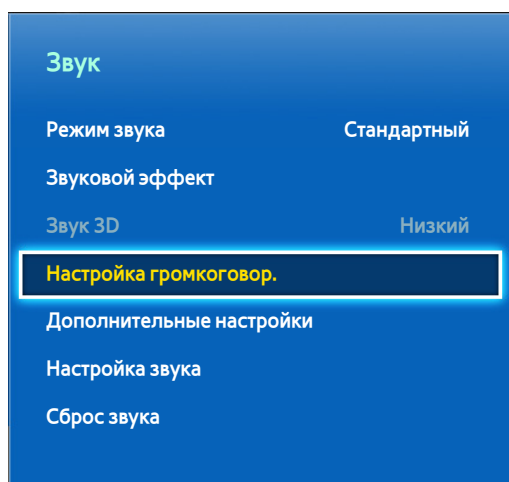 Звук
Режим звука Стандартный
Звуковой эффект
Звук 3D Низкий
Настройка громкоговор.
Дополнительные настройки
Настройка звука
Сброс звука